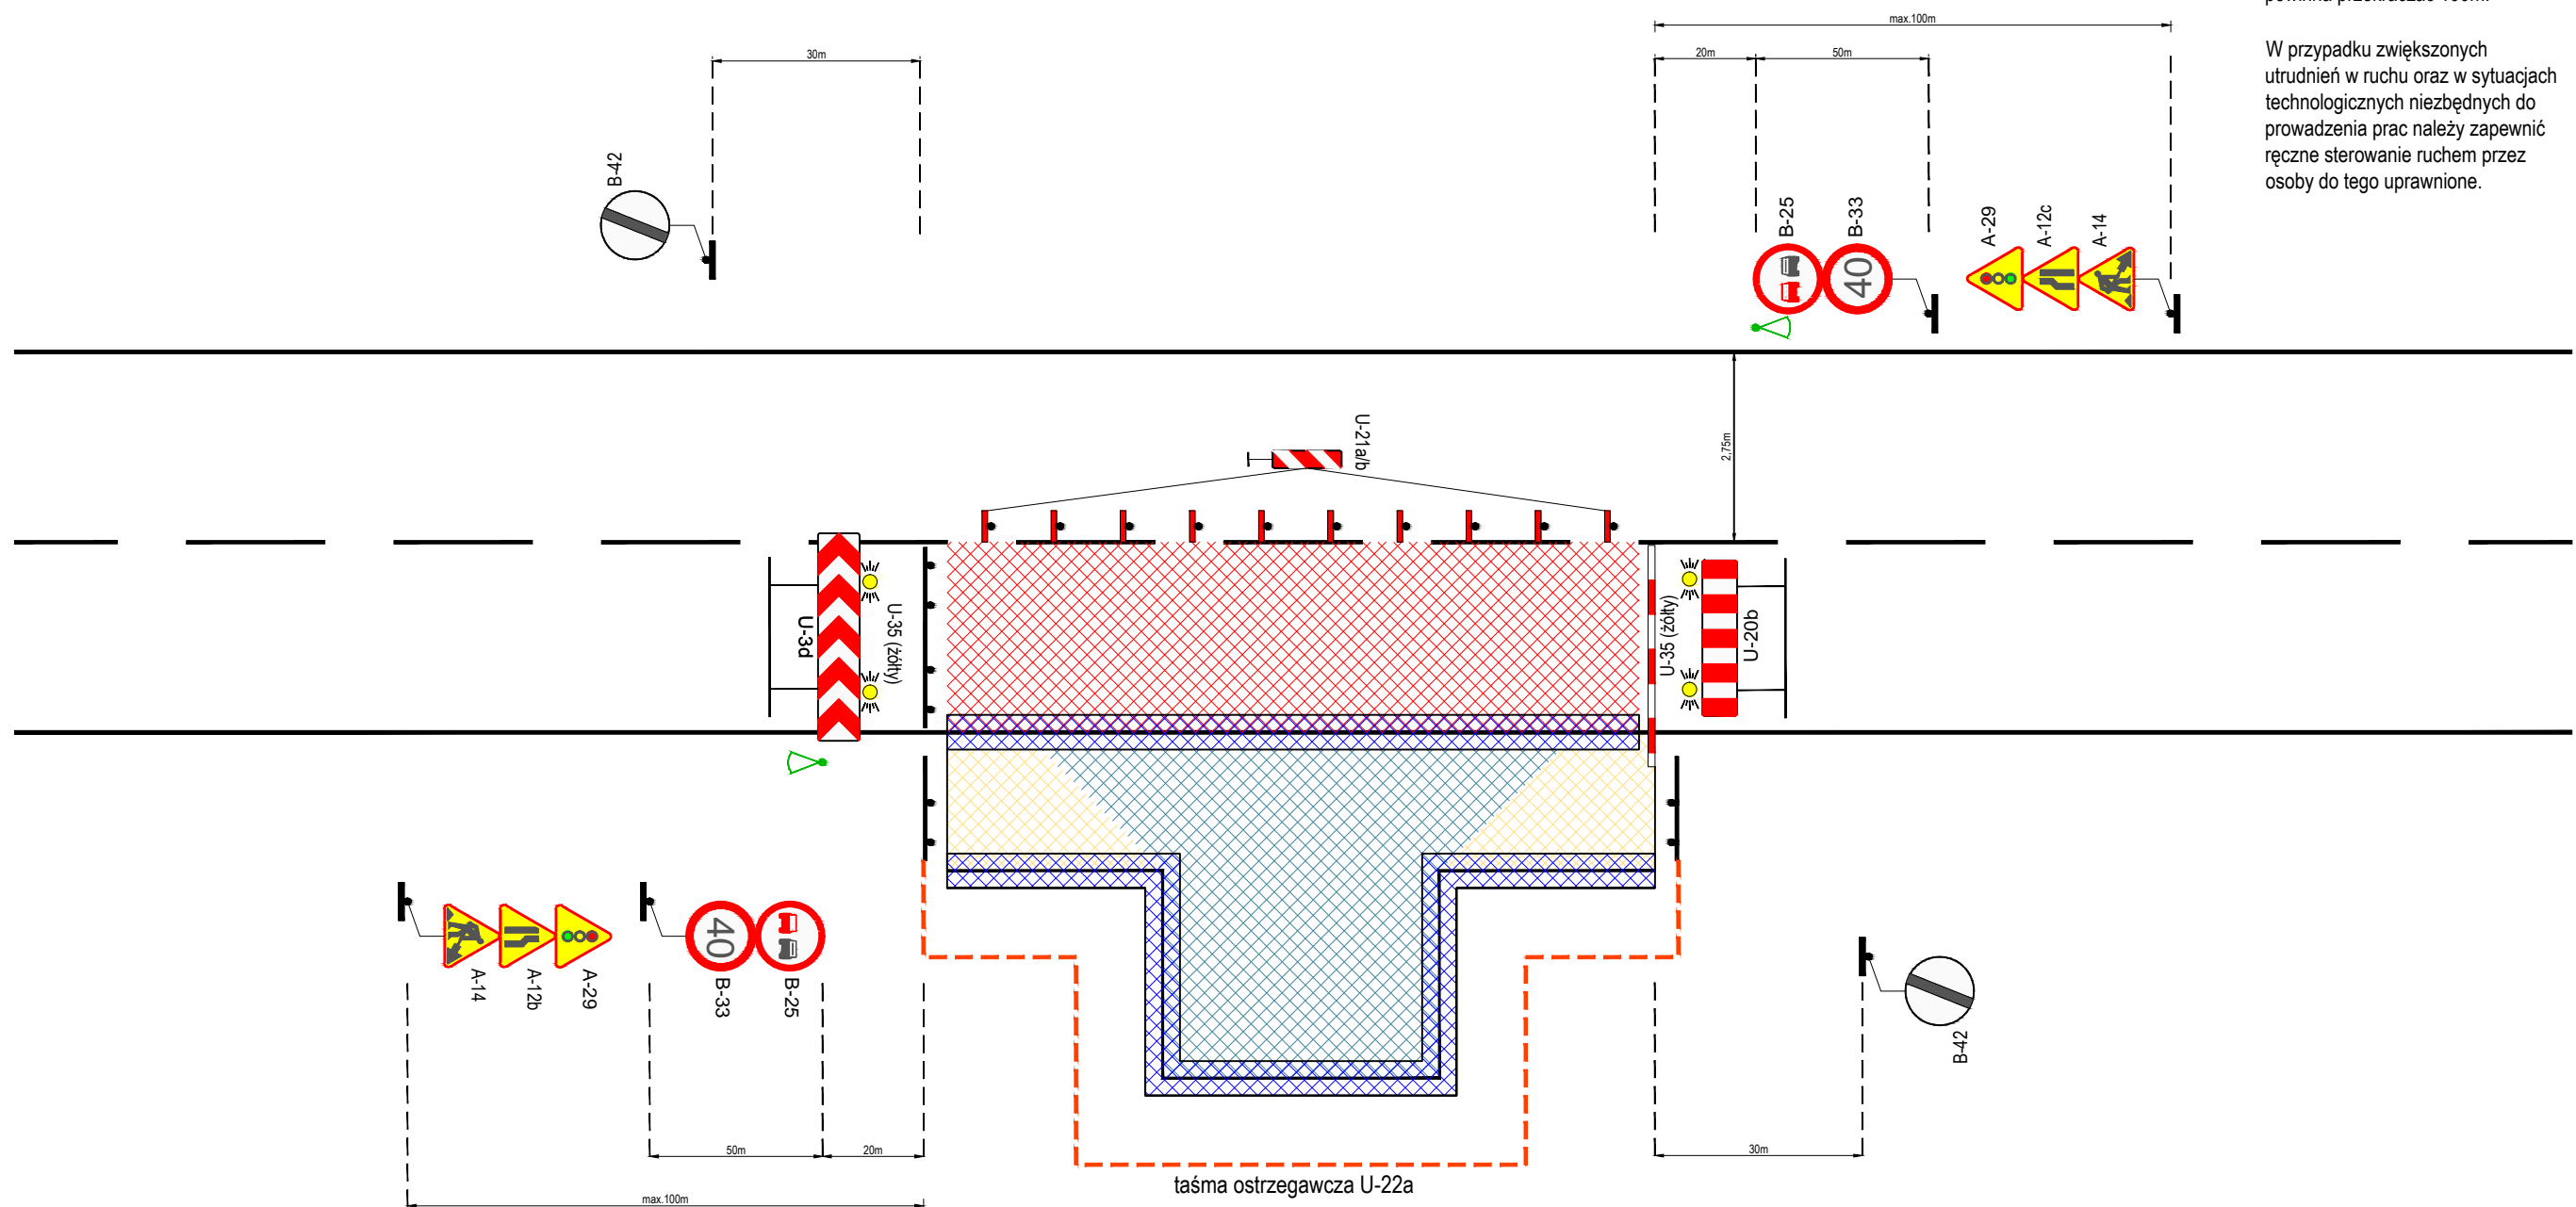 max.100m
30m
20m
50m
W przypadku zwiększonych
utrudnień w ruchu oraz w sytuacjach
technologicznych niezbędnych do
prowadzenia prac należy zapewnić
ręczne sterowanie ruchem przez
osoby do tego uprawnione.
B-42
B-25
B-33
A-29
A-12c
A-14
40
2,75m
U-21a/b
U-3d
U-35 (żółty)
U-35 (żółty)
U-20b
40
A-14
A-12b
A-29
B-33
B-25
B-42
50m
20m
30m
taśma ostrzegawcza U-22a
max.100m